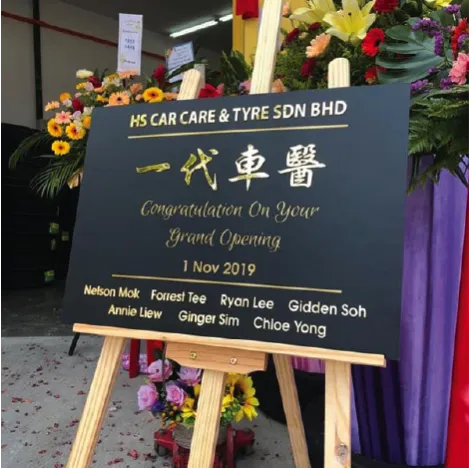 HS CAR CARE & TYRE SDN BHD
一代車醫
Congratulation On Your
Grand Opening
1 Nov 2019
Nelson Mok Forrest Tee Ryan Lee Gidden Soh
Annie Liew Ginger Sim Chloe Yong